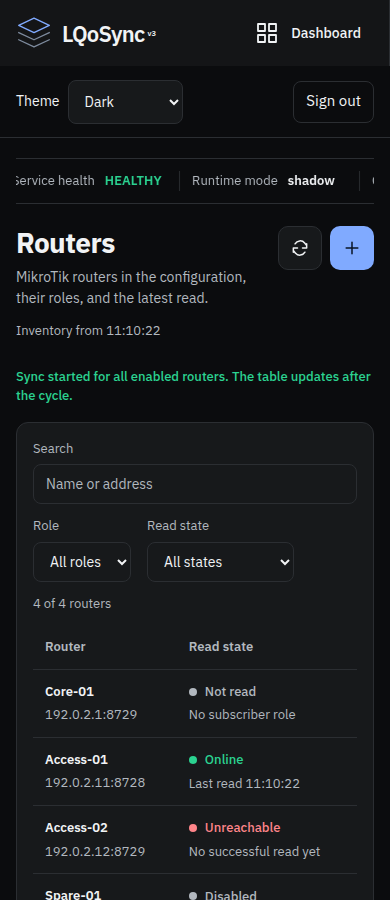 LQoSync v3
Dashboard
Theme
Dark
Sign out
Service health HEALTHY
Runtime mode shadow
Routers
MikroTik routers in the configuration,
their roles, and the latest read.
Inventory from 11:10:22
Sync started for all enabled routers. The table updates after
the cycle.
Search
Name or address
Role
Read state
All roles
All states
4 of 4 routers
Router
Read state
Core-01
Not read
192.0.2.1:8729
No subscriber role
Access-01
Online
192.0.2.11:8728
Last read 11:10:22
Access-02
Unreachable
192.0.2.12:8729
No successful read yet
Spare-01
Disabled